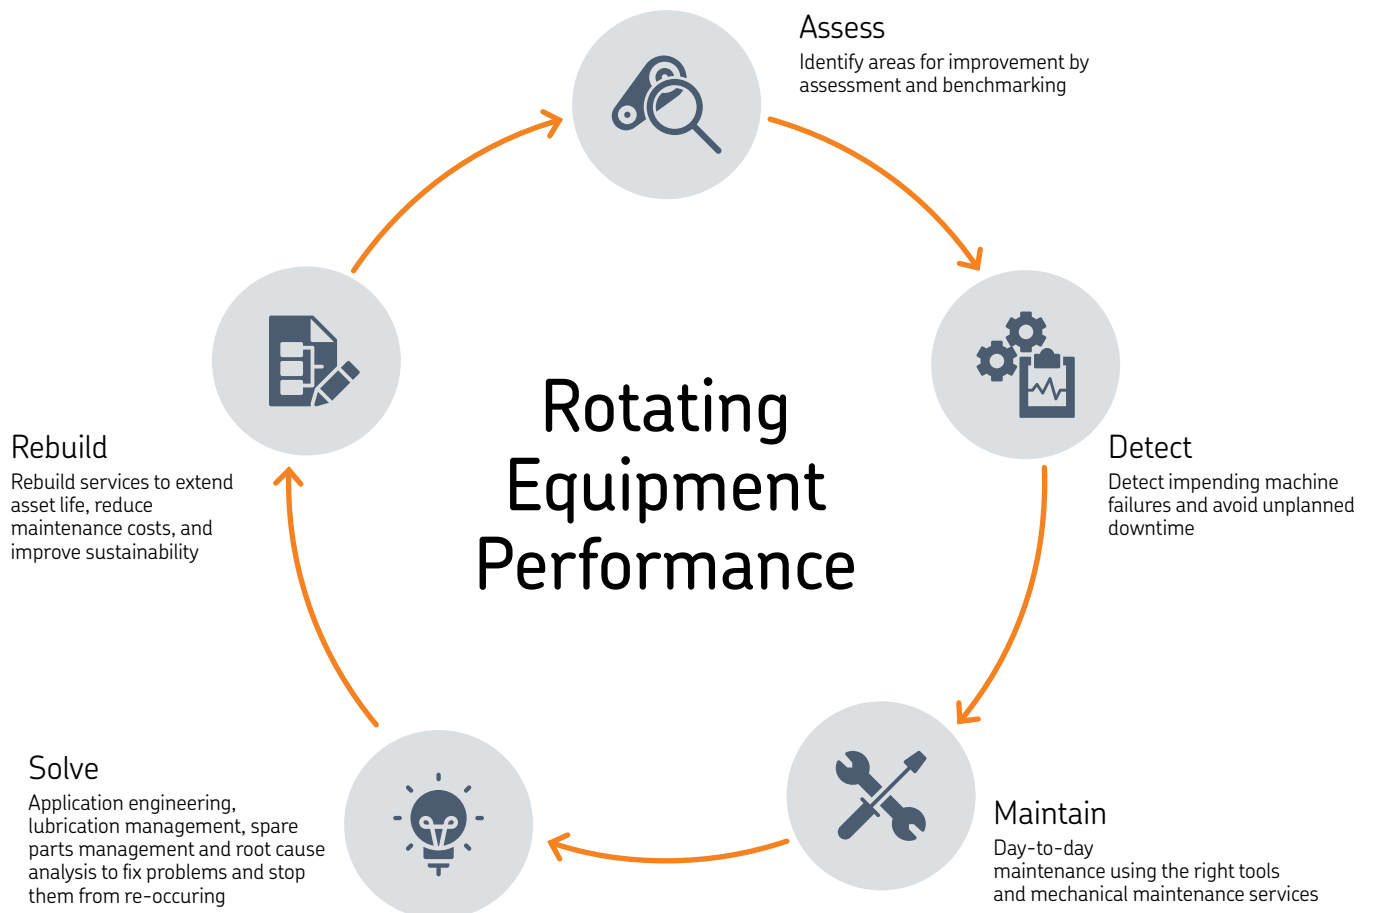 Assess
Identify areas for improvement by
assessment and benchmarking
Rotating
Equipment
Performance
Detect
Detect impending machine
failures and avoid unplanned
downtime
Maintain
Day-to-day
maintenance using the right tools
and mechanical maintenance services
Solve
Application engineering,
lubrication management, spare
parts management and root cause
analysis to fix problems and stop
them from re-occuring
Rebuild
Rebuild services to extend
asset life, reduce
maintenance costs, and
improve sustainability